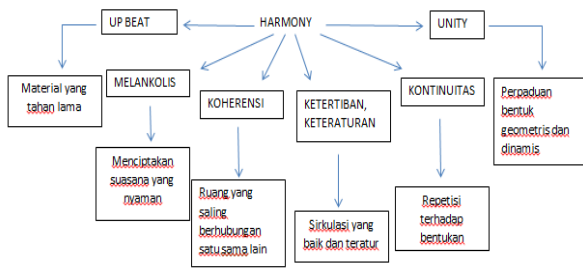 UP BEAT
HARMONY
UNITY
Material yang
tahan lama
MELANKOLIS
KOHERENSI
KETERTIBAN,
KETERATURAN
KONTINUITAS
Perpaduan
bentuk
geometris dan
dinamis
Menciptakan
suasana yang
nyaman
Ruang yang
saling
berhubungan
satu sama lain
Sirkulasi yang
baik dan teratur
Repetisi
terhadap
bentukan